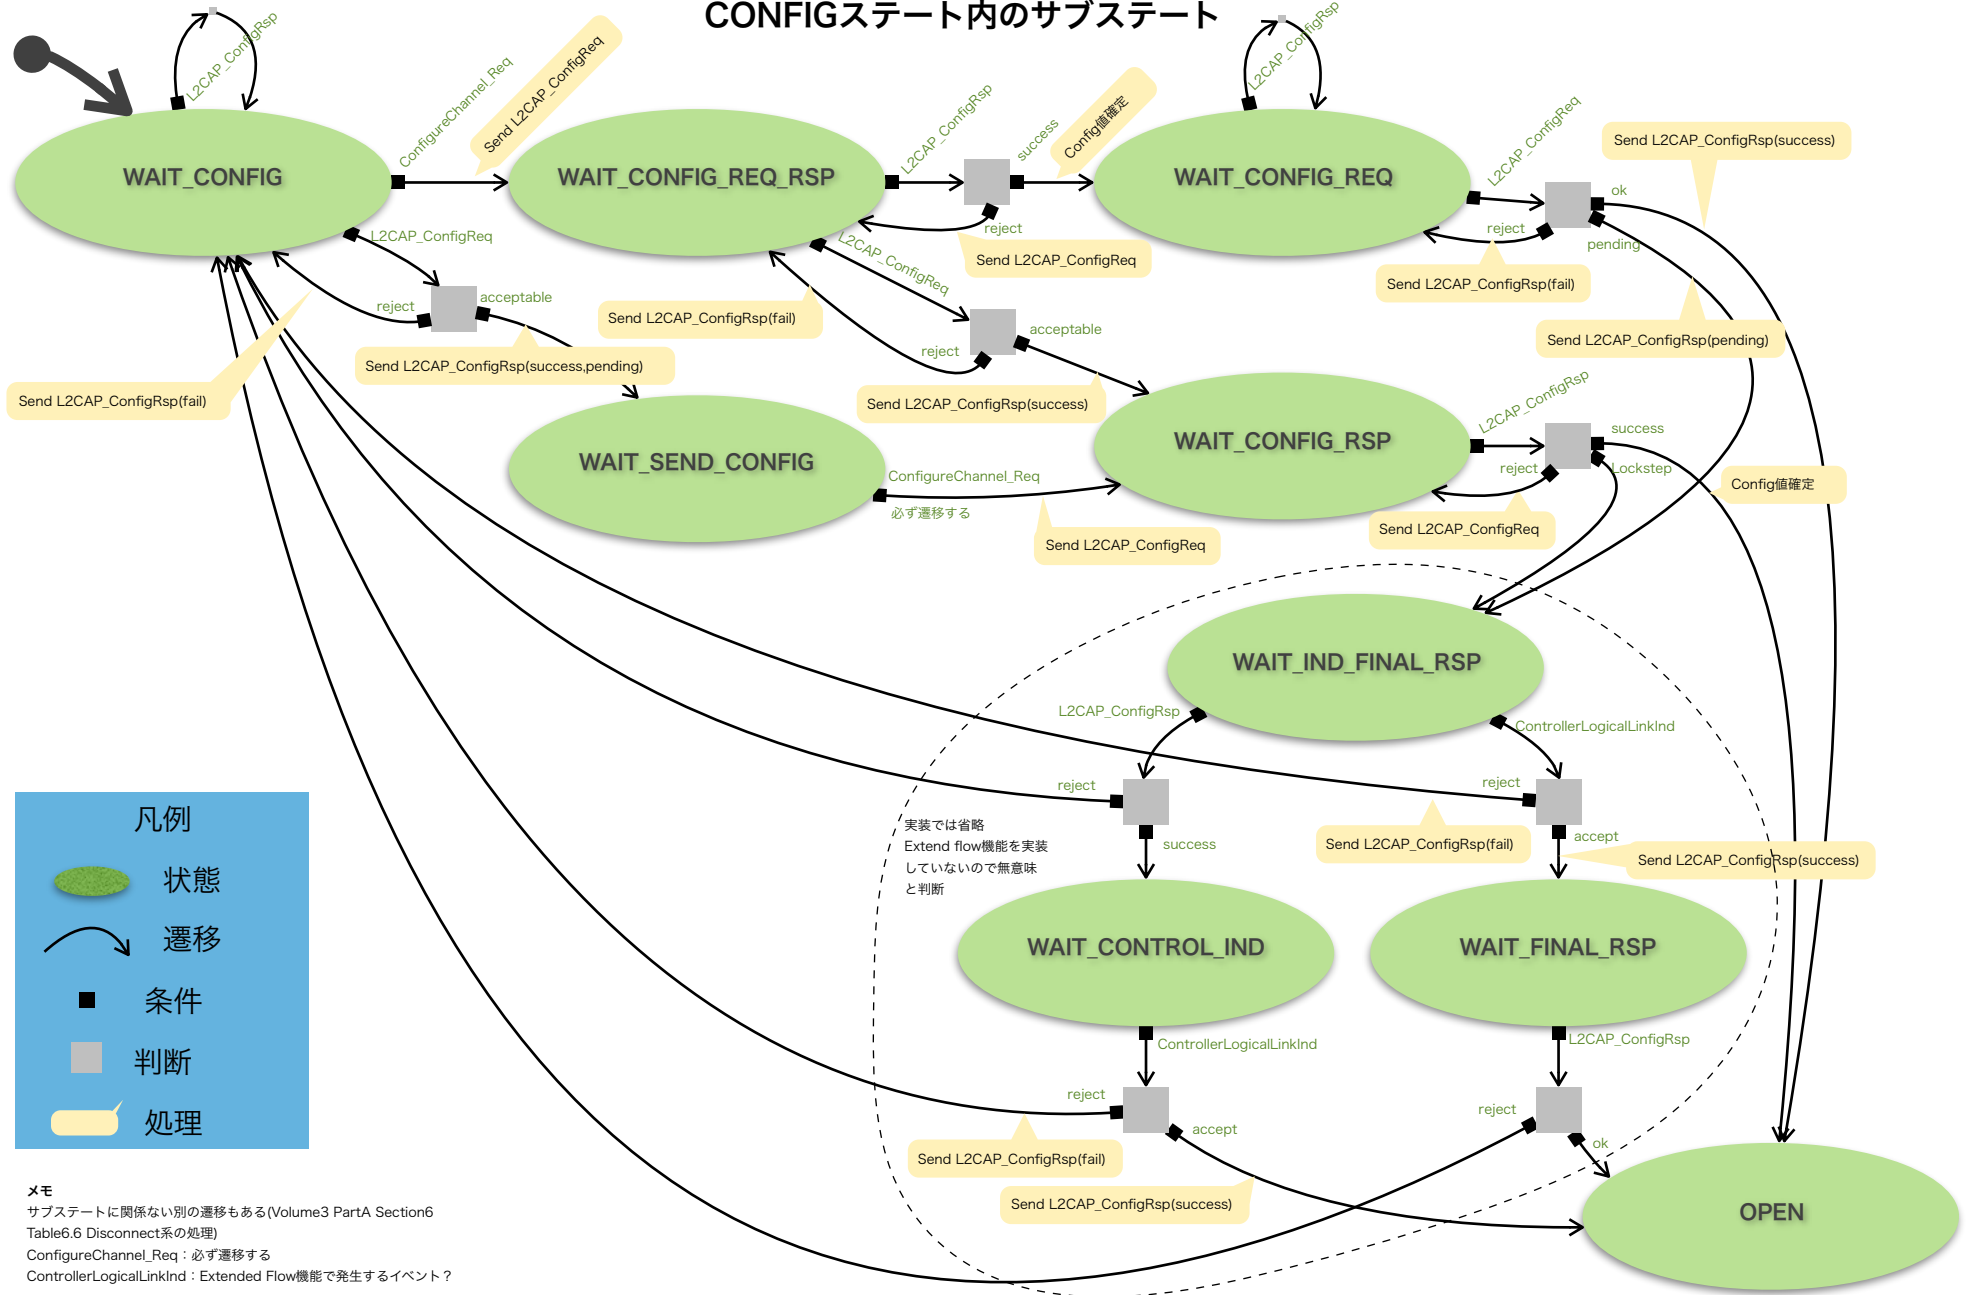 CONFIGステート内のサブステート
L2CAP_ConfigRsp
ConfigureChannel_Req
Send L2CAP_ConfigReq
L2CAP_ConfigRsp
success
Config値確定
L2CAP_ConfigRsp
L2CAP_ConfigReq
Send L2CAP_ConfigRsp(success)
WAIT_CONFIG
WAIT_CONFIG_REQ_RSP
WAIT_CONFIG_REQ
ok
reject
pending
reject
Send L2CAP_ConfigReq
Send L2CAP_ConfigRsp(fail)
L2CAP_ConfigReq
L2CAP_ConfigReq
reject
acceptable
Send L2CAP_ConfigRsp(fail)
acceptable
reject
Send L2CAP_ConfigRsp(pending)
Send L2CAP_ConfigRsp(success,pending)
Send L2CAP_ConfigRsp(fail)
Send L2CAP_ConfigRsp(success)
L2CAP_ConfigRsp
WAIT_CONFIG_RSP
success
reject
Lockstep
Config値確定
WAIT_SEND_CONFIG
ConfigureChannel_Req
必ず遷移する
Send L2CAP_ConfigReq
Send L2CAP_ConfigReq
WAIT_IND_FINAL_RSP
L2CAP_ConfigRsp
ControllerLogicalLinkInd
reject
reject
実装では省略
Extend flow機能を実装
していないので無意味
と判断
success
Send L2CAP_ConfigRsp(fail)
accept
Send L2CAP_ConfigRsp(success)
WAIT_CONTROL_IND
WAIT_FINAL_RSP
ControllerLogicalLinkInd
L2CAP_ConfigRsp
reject
accept
reject
ok
Send L2CAP_ConfigRsp(fail)
Send L2CAP_ConfigRsp(success)
OPEN
凡例
状態
遷移
条件
判断
処理
メモ
サブステートに関係ない別の遷移もある(Volume3 PartA Section6
Table6.6 Disconnect系の処理)
ConfigureChannel_Req：必ず遷移する
ControllerLogicalLinkInd：Extended Flow機能で発生するイベント？